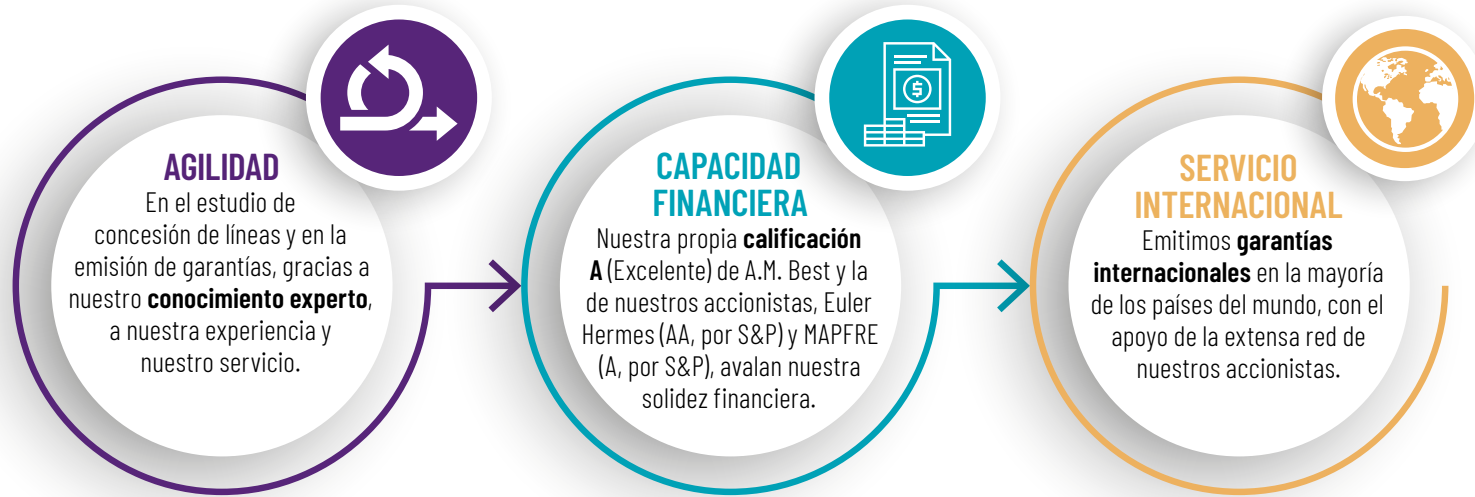 AGILIDAD
En el estudio de
concesión de líneas y en la
emisión de garantías, gracias a
nuestro conocimiento experto,
a nuestra experiencia y
nuestro servicio.
$
CAPACIDAD
FINANCIERA
Nuestra propia calificación
A (Excelente) de A.M. Best y la
de nuestros accionistas, Euler
Hermes (AA, por S&P) y MAPFRE
(A, por S&P), avalan nuestra
solidez financiera.
SERVICIO
INTERNACIONAL
Emitimos garantías
internacionales en la mayoría
de los países del mundo, con el
apoyo de la extensa red de
nuestros accionistas.